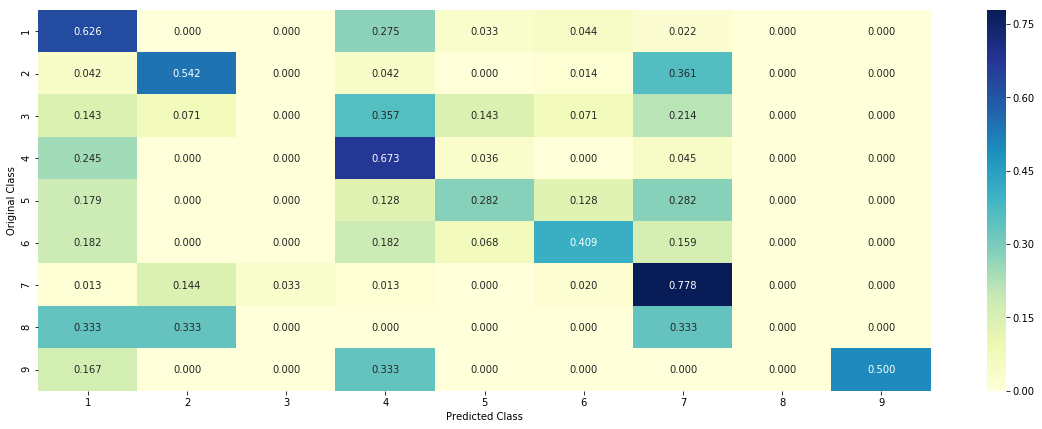 1 0.626 0.000 0.000 0.275 0.033 0.044 0.022 0.000 0.000
2 0.042 0.542 0.000 0.042 0.000 0.014 0.361 0.000 0.000
3 0.143 0.071 0.000 0.357 0.143 0.071 0.214 0.000 0.000
4 0.245 0.000 0.000 0.673 0.036 0.000 0.045 0.000 0.000
5 0.179 0.000 0.000 0.128 0.282 0.128 0.282 0.000 0.000
6 0.182 0.000 0.000 0.182 0.068 0.409 0.159 0.000 0.000
7 0.013 0.144 0.033 0.013 0.000 0.020 0.778 0.000 0.000
8 0.333 0.333 0.000 0.000 0.000 0.000 0.333 0.000 0.000
9 0.167 0.000 0.000 0.333 0.000 0.000 0.000 0.000 0.500
1 2 3 4 5 6 7 8 9
Predicted Class
Original Class
0.75
0.60
0.45
0.30
0.15
0.00